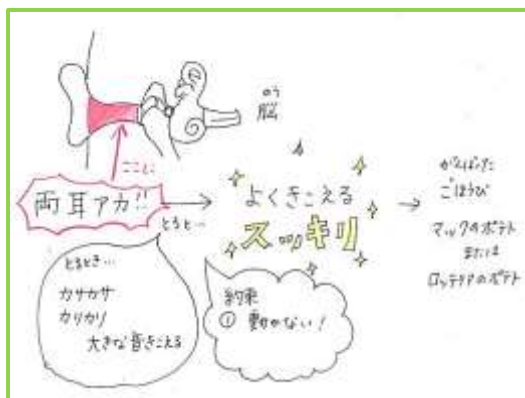 のう
脳
ここに
両耳アカ!!
とると…
よくきこえる
スッキリ
がんばった
ごほうび
マックのポテト
または
ロッテリアのポテト
とるとき…
カサカサ
カリカリ
大きな音きこえる
約束
① 動かない!